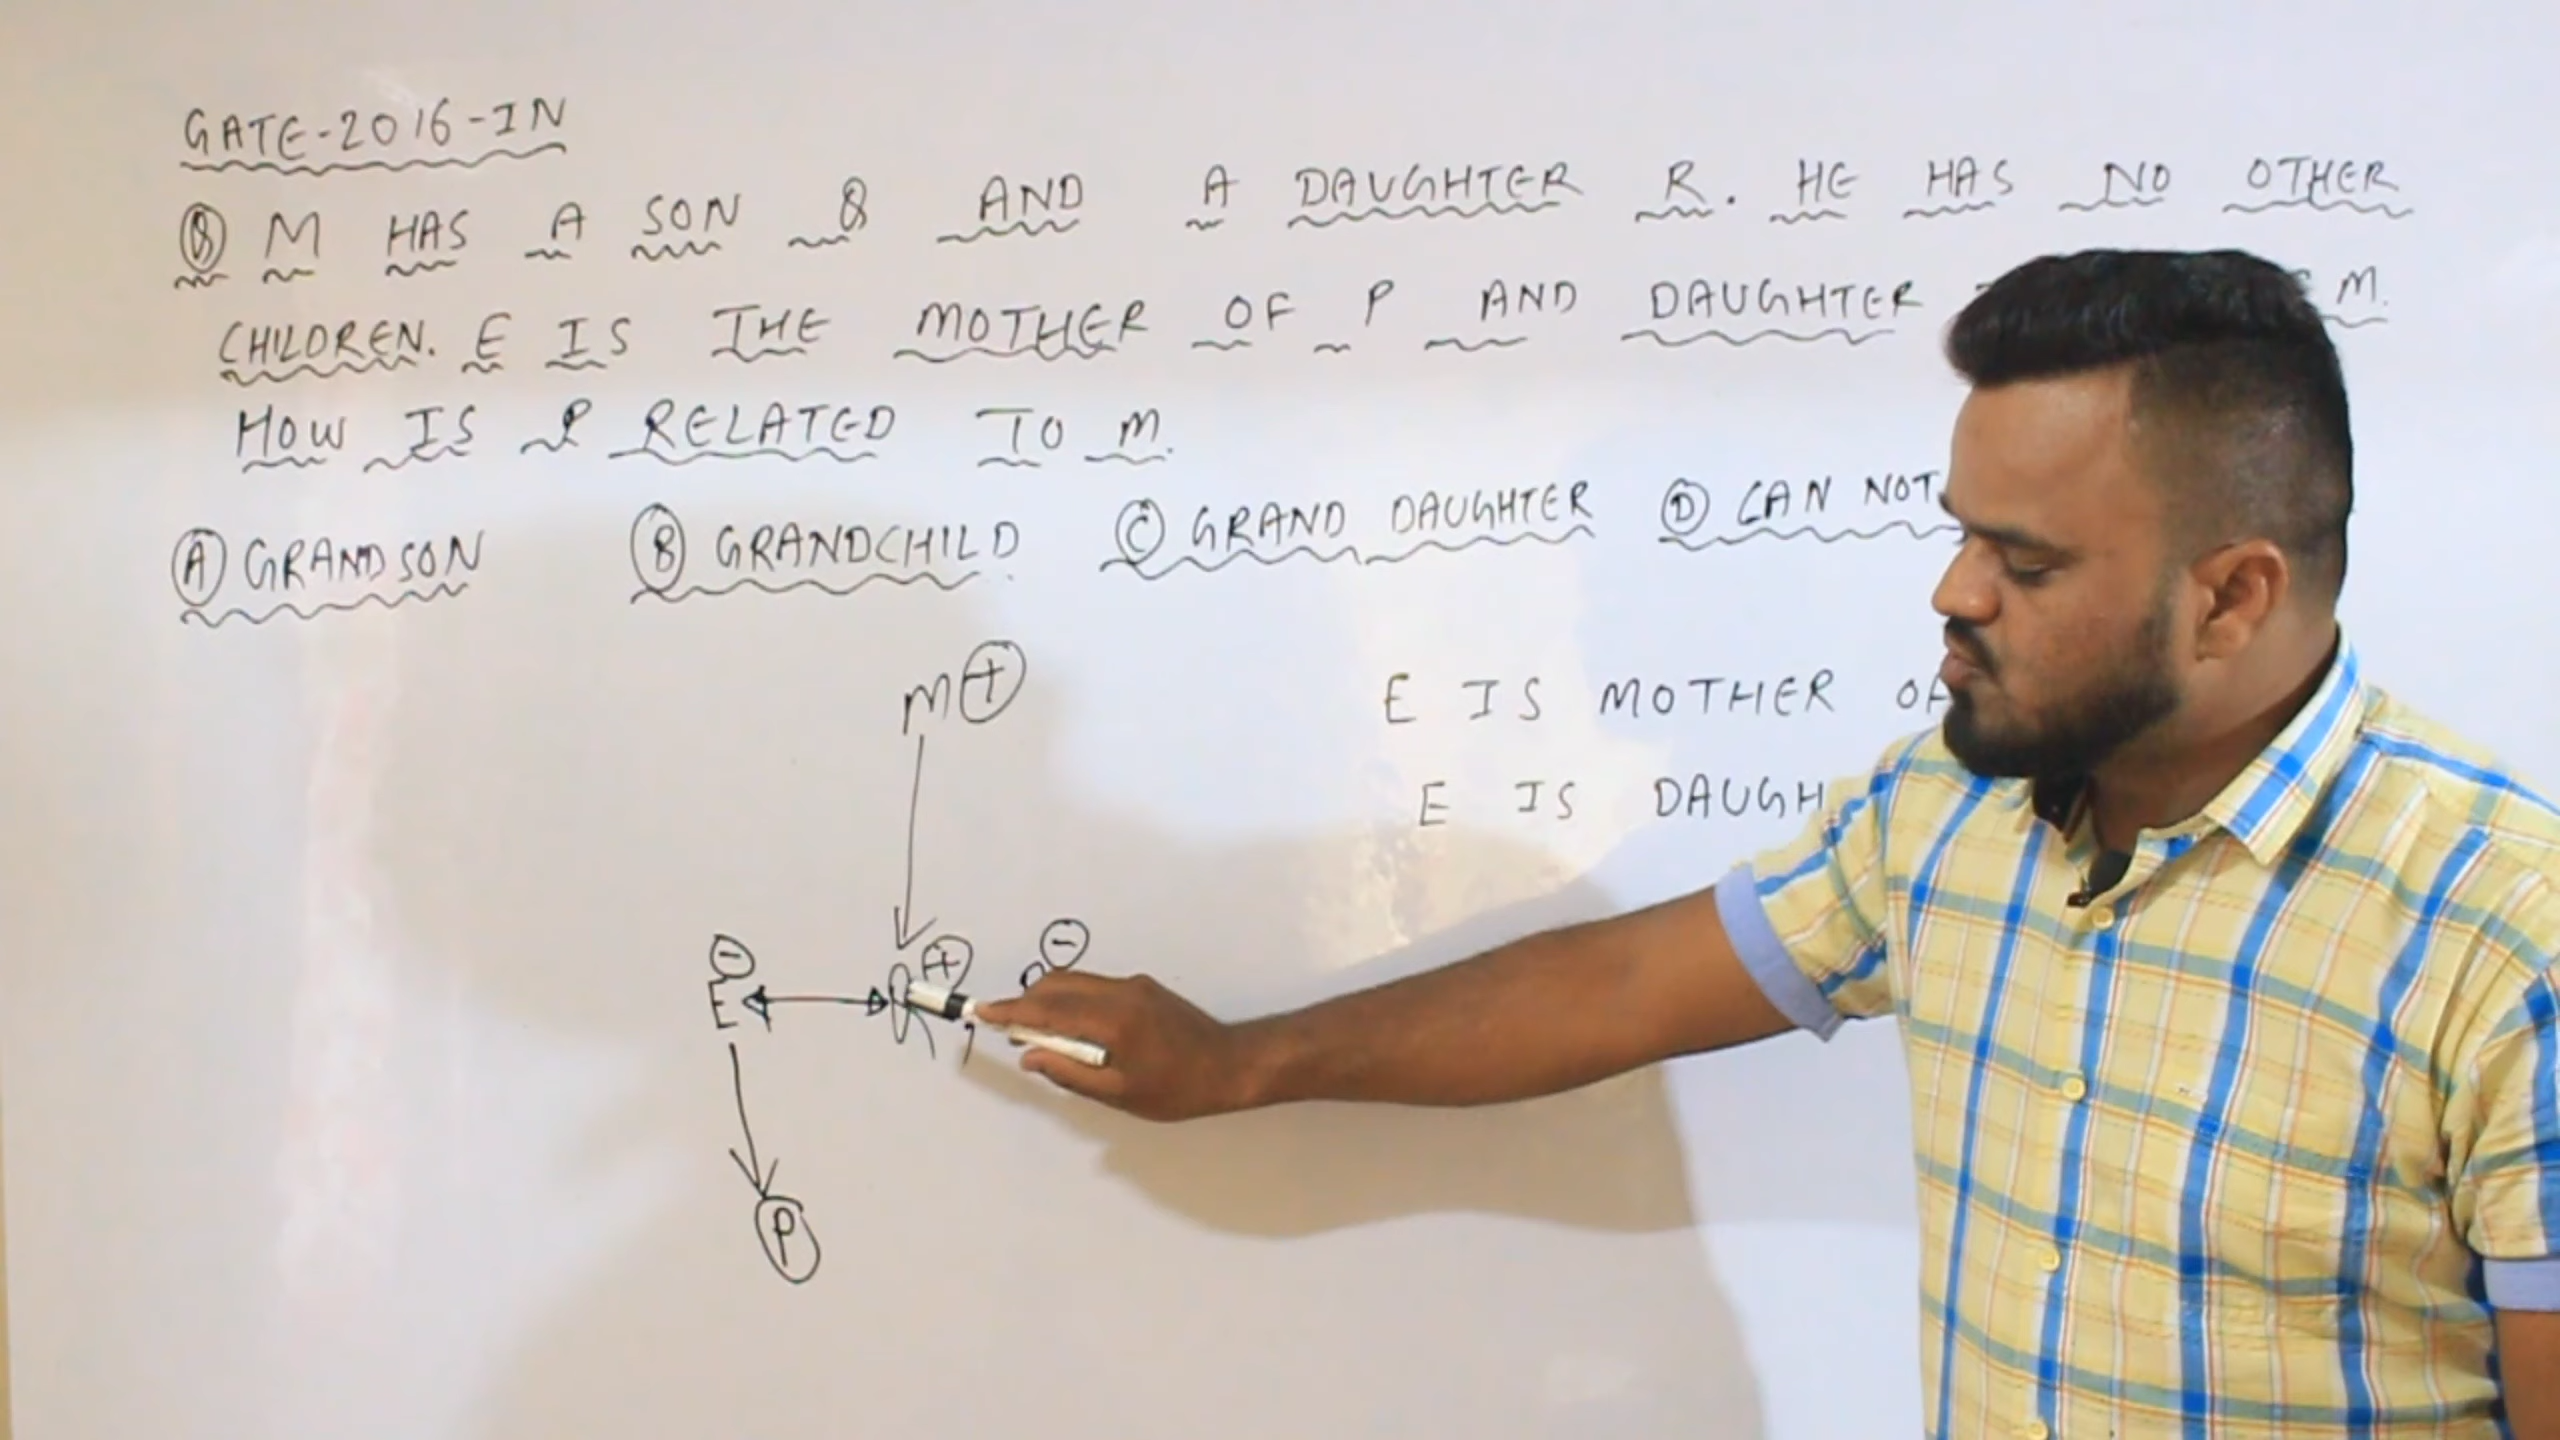 GATE-2016-IN
Q M HAS A SON Q AND A DAUGHTER R. HE HAS NO OTHER
CHILDREN. E IS THE MOTHER OF P AND DAUGHTER M.
HOW IS P RELATED TO M.
A GRANDSON B GRANDCHILD C GRAND DAUGHTER D CAN NOT
M +
E IS MOTHER OF
E IS DAUGH
- + -
E Q
P